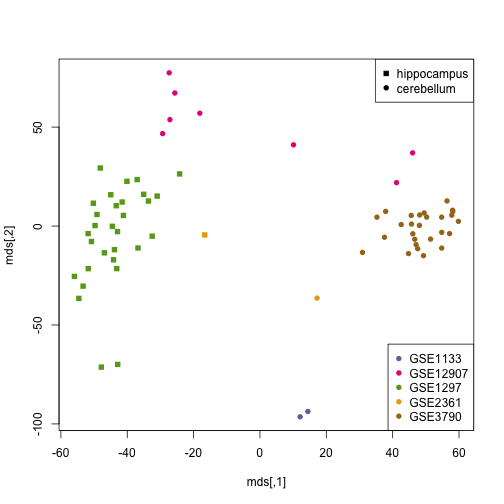 hippocampus
cerebellum
50
0
-50
-100
mds[,2]
GSE1133
GSE12907
GSE1297
GSE2361
GSE3790
-60 -40 -20 0 20 40 60
mds[,1]